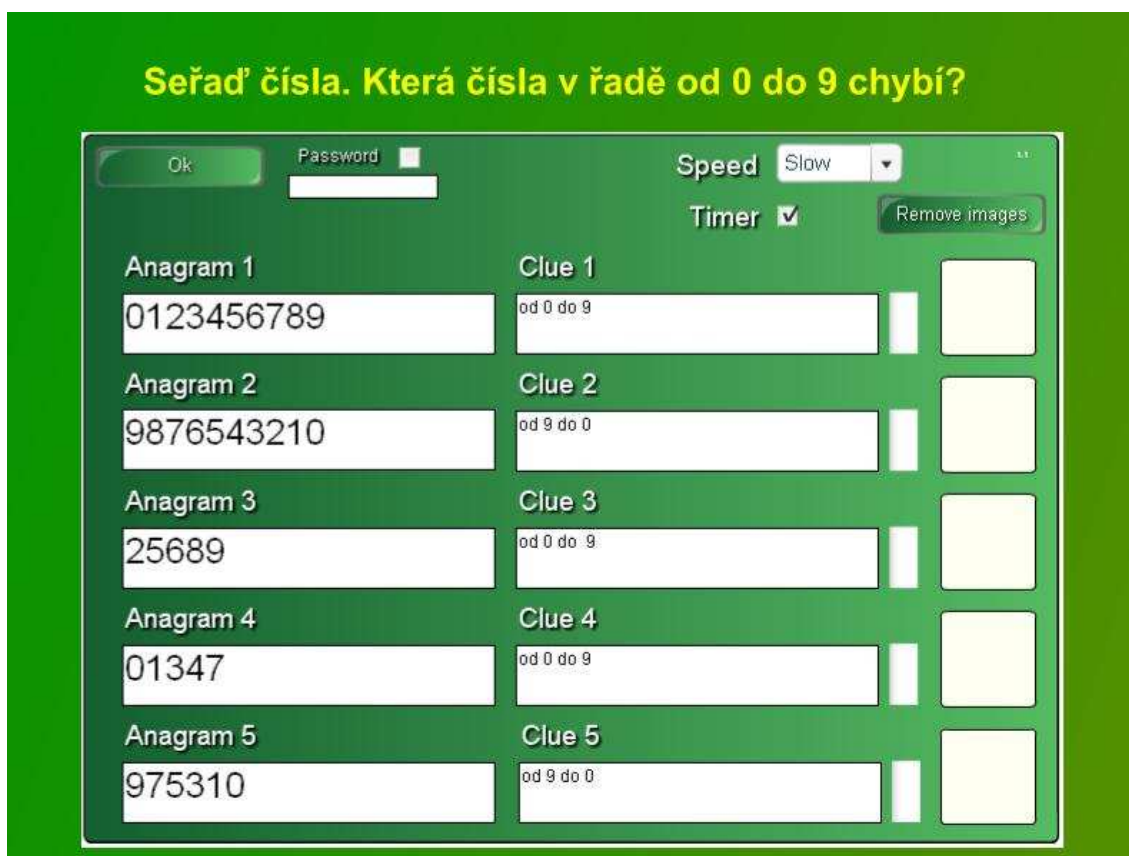 Seřaď čísla. Která čísla v řadě od 0 do 9 chybí?
Ok
Password
Speed Slow
Timer
Remove images
Anagram 1
Clue 1
0123456789
od 0 do 9
Anagram 2
Clue 2
9876543210
od 9 do 0
Anagram 3
Clue 3
25689
od 0 do 9
Anagram 4
Clue 4
01347
od 0 do 9
Anagram 5
Clue 5
975310
od 9 do 0